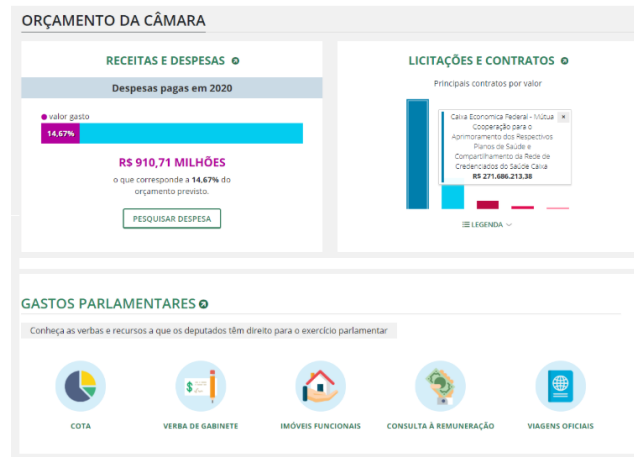 ORÇAMENTO DA CÂMARA
RECEITAS E DESPESAS
Despesas pagas em 2020
valor gasto
14,67%
R$ 910,71 MILHÕES
o que corresponde a 14,67% do
orçamento previsto.
PESQUISAR DESPESA
LICITAÇÕES E CONTRATOS
Principais contratos por valor
Caixa Economica Federal - Mútua
Cooperação para o
Aprimoramento dos Respectivos
Planos de Saúde e
Compartilhamento da Rede de
Credenciados do Saúde Caixa
R$ 271.686.213,38
LEGENDA
GASTOS PARLAMENTARES
Conheça as verbas e recursos a que os deputados têm direito para o exercício parlamentar
COTA
VERBA DE GABINETE
IMÓVEIS FUNCIONAIS
CONSULTA À REMUNERAÇÃO
VIAGENS OFICIAIS